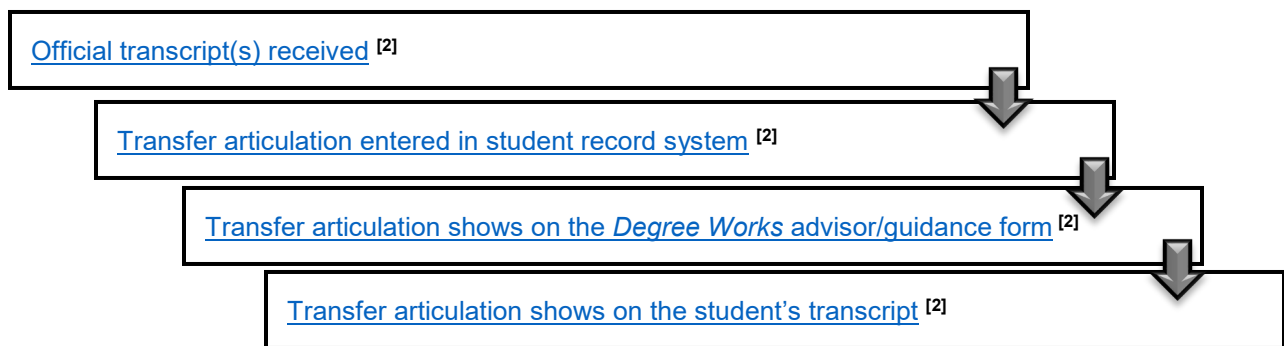 Official transcript(s) received [2]
Transfer articulation entered in student record system [2]
Transfer articulation shows on the Degree Works advisor/guidance form [2]
Transfer articulation shows on the student’s transcript [2]